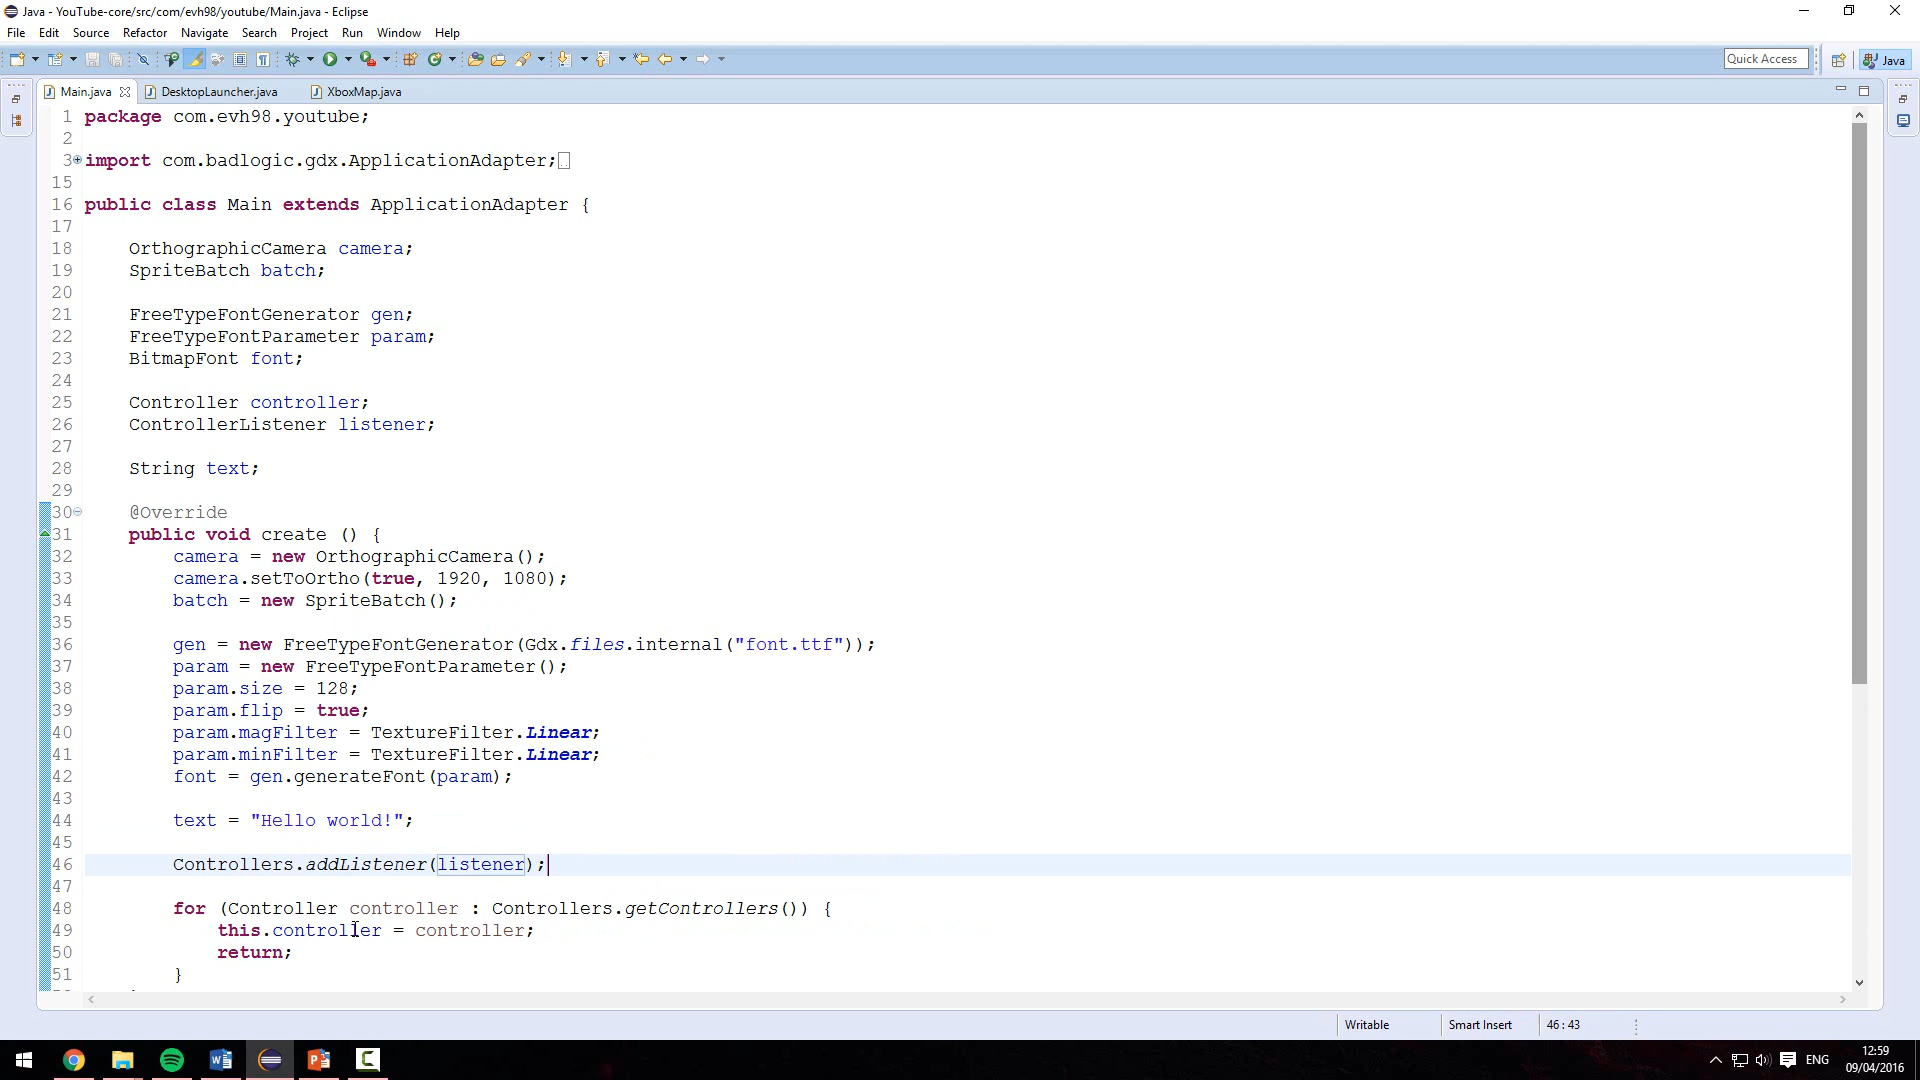 Java - YouTube-core/src/com/evh98/youtube/Main.java - Eclipse
File Edit Source Refactor Navigate Search Project Run Window Help
Quick Access Java
Main.java DesktopLauncher.java XboxMap.java
1 package com.evh98.youtube;
2
3 import com.badlogic.gdx.ApplicationAdapter;
15
16 public class Main extends ApplicationAdapter {
17
18 OrthographicCamera camera;
19 SpriteBatch batch;
20
21 FreeTypeFontGenerator gen;
22 FreeTypeFontParameter param;
23 BitmapFont font;
24
25 Controller controller;
26 ControllerListener listener;
27
28 String text;
29
30 @Override
31 public void create () {
32 camera = new OrthographicCamera();
33 camera.setToOrtho(true, 1920, 1080);
34 batch = new SpriteBatch();
35
36 gen = new FreeTypeFontGenerator(Gdx.files.internal("font.ttf"));
37 param = new FreeTypeFontParameter();
38 param.size = 128;
39 param.flip = true;
40 param.magFilter = TextureFilter.Linear;
41 param.minFilter = TextureFilter.Linear;
42 font = gen.generateFont(param);
43
44 text = "Hello world!";
45
46 Controllers.addListener(listener);
47
48 for (Controller controller : Controllers.getControllers()) {
49 this.controller = controller;
50 return;
51 }
Writable Smart Insert 46 : 43
ENG 12:59
09/04/2016